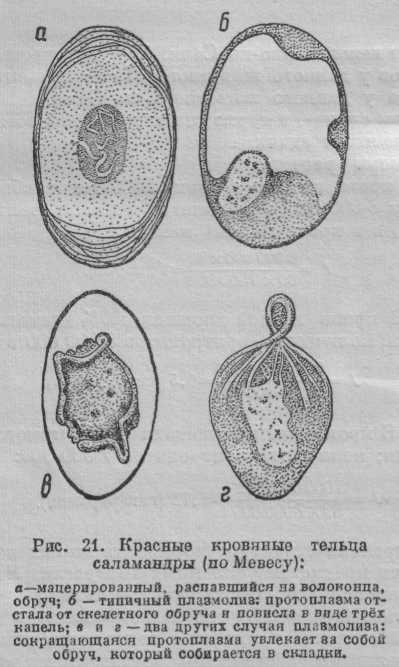 а
б
в
г
Рис. 21. Красные кровяные тельца
саламандры (по Мевесу):
а—мацерированный, распавшийся на волоконца,
обруч; б — типичный плазмолиз: протоплазма от-
стала от скелетного обруча и повисла в виде трёх
капель; в и г — два других случая плазмолиза:
сокращающаяся протоплазма увлекает за собой
обруч, который собирается в складки.